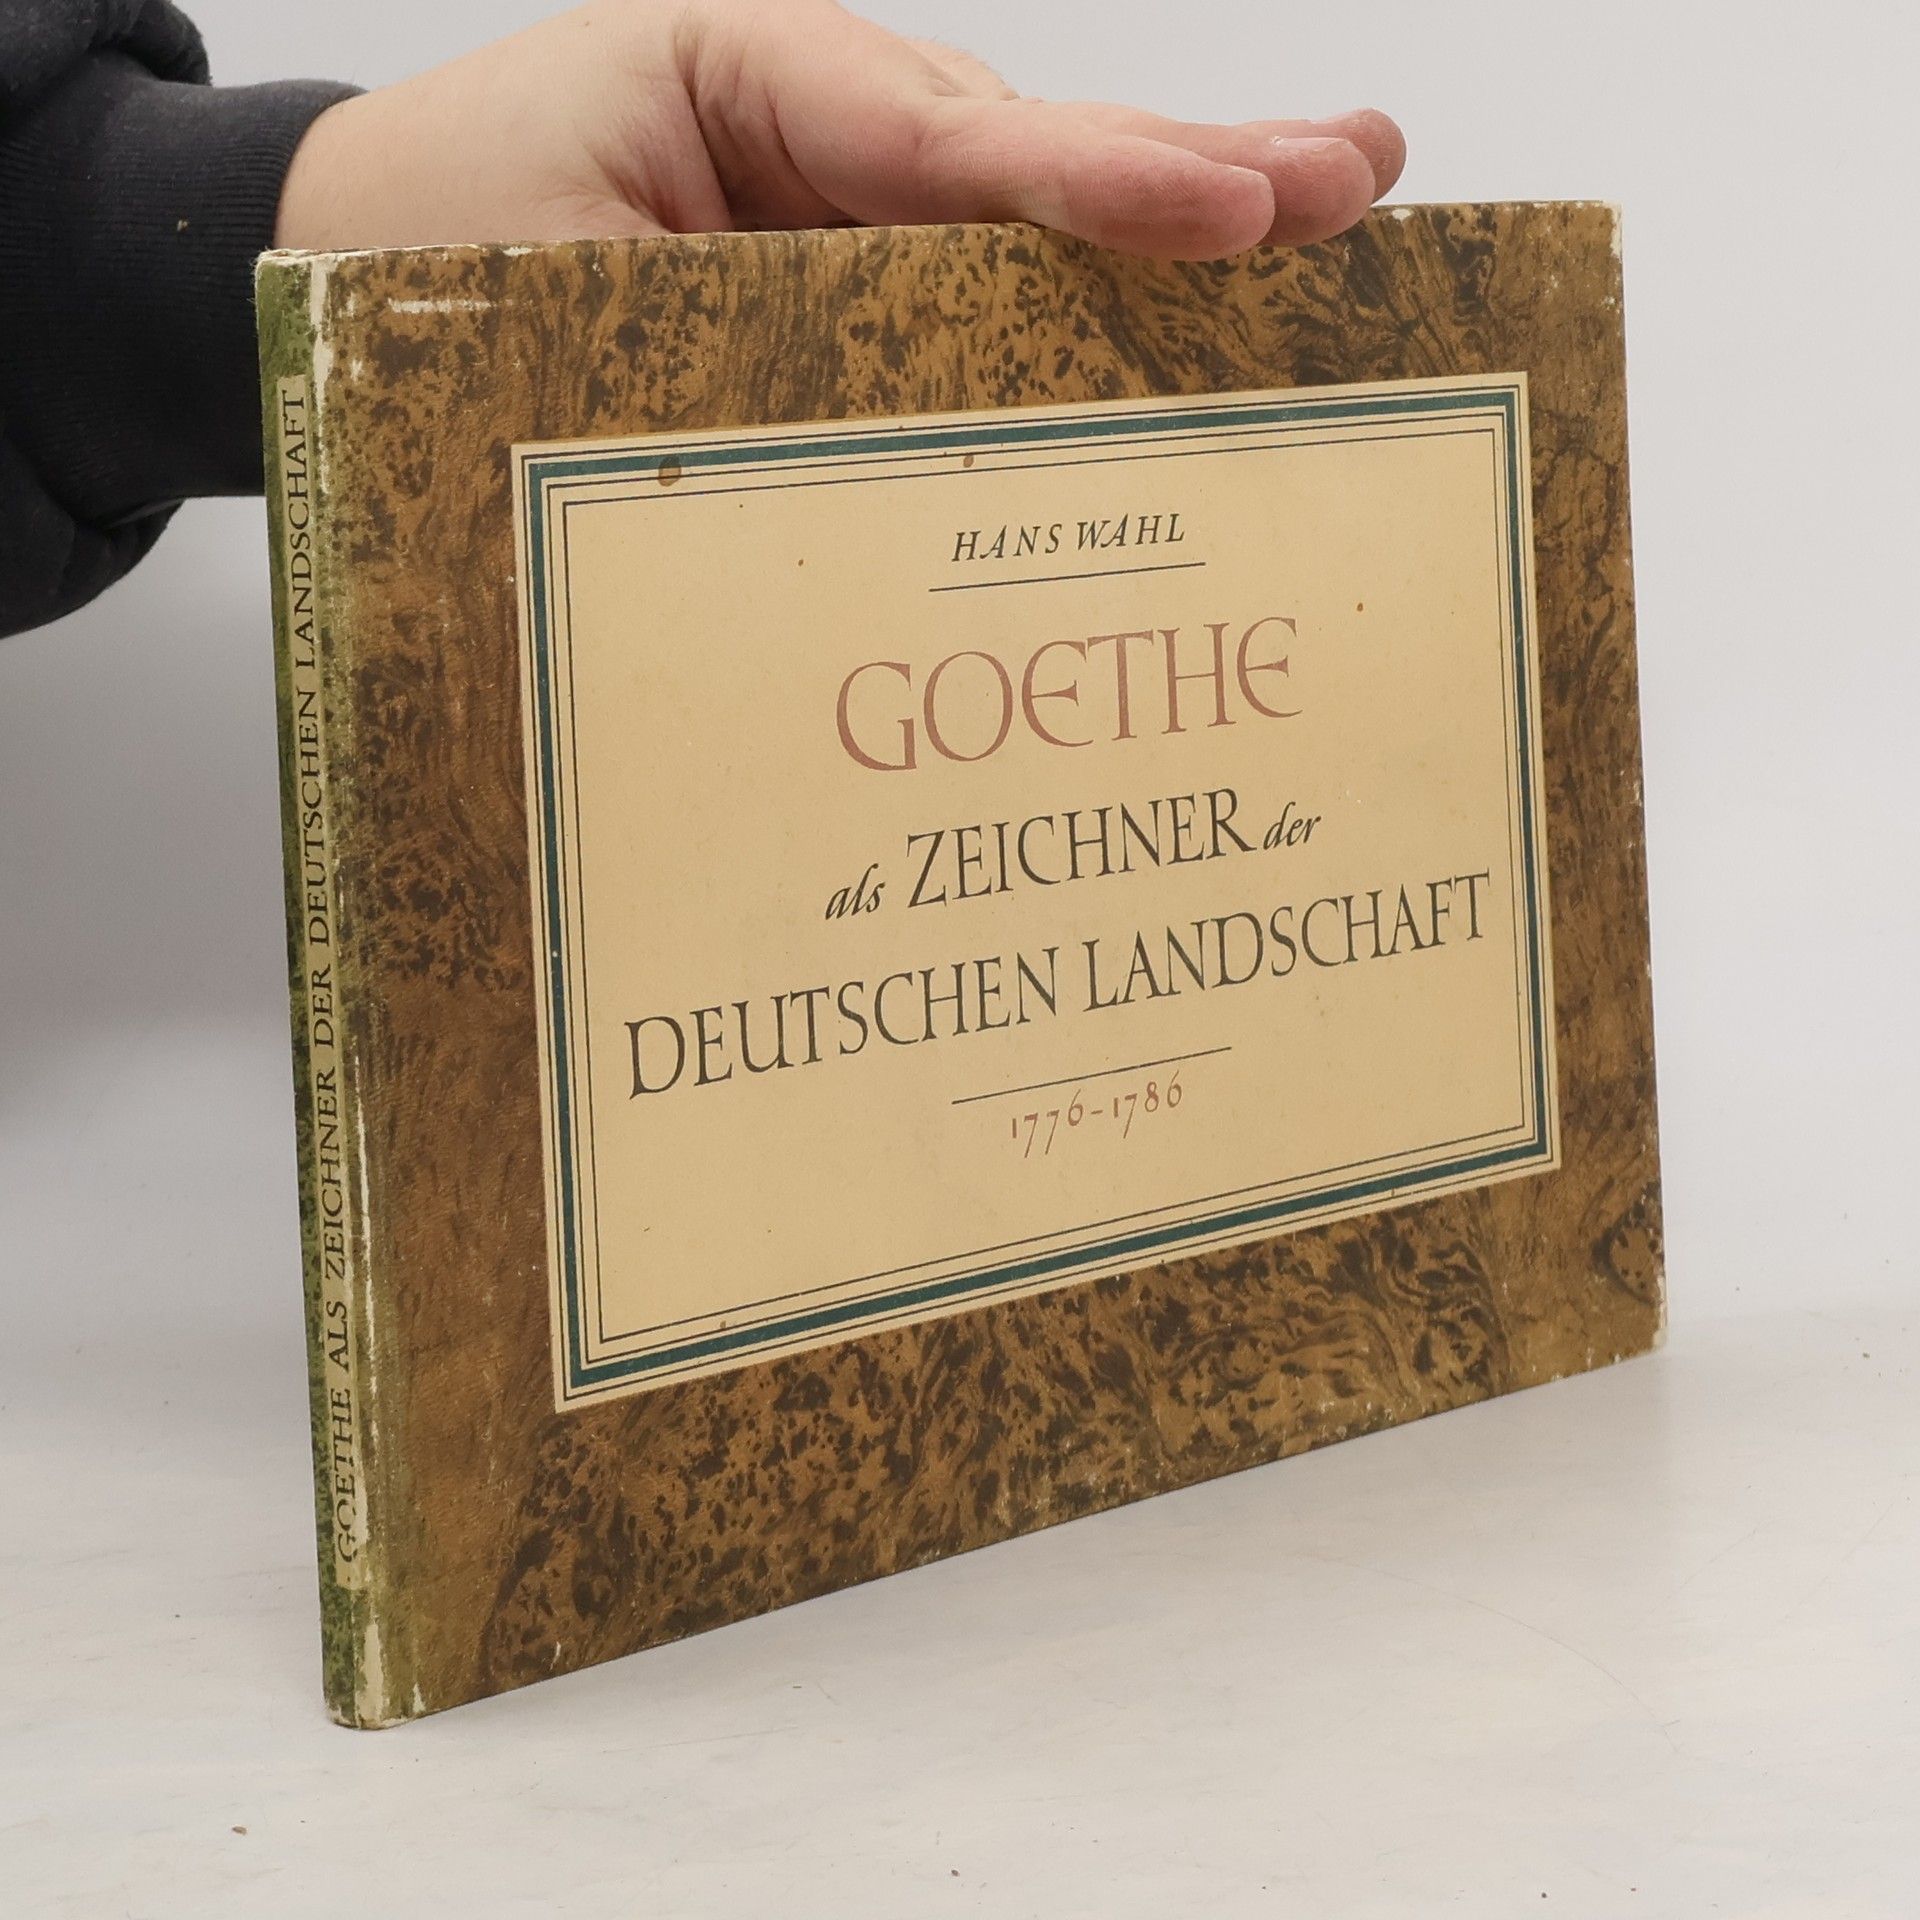 GOETHE ALS ZEICHNER DER DEUTSCHEN LANDSCHAFT
HANS WAHL
GOETHE
als ZEICHNER der
DEUTSCHEN LANDSCHAFT
1776-1786